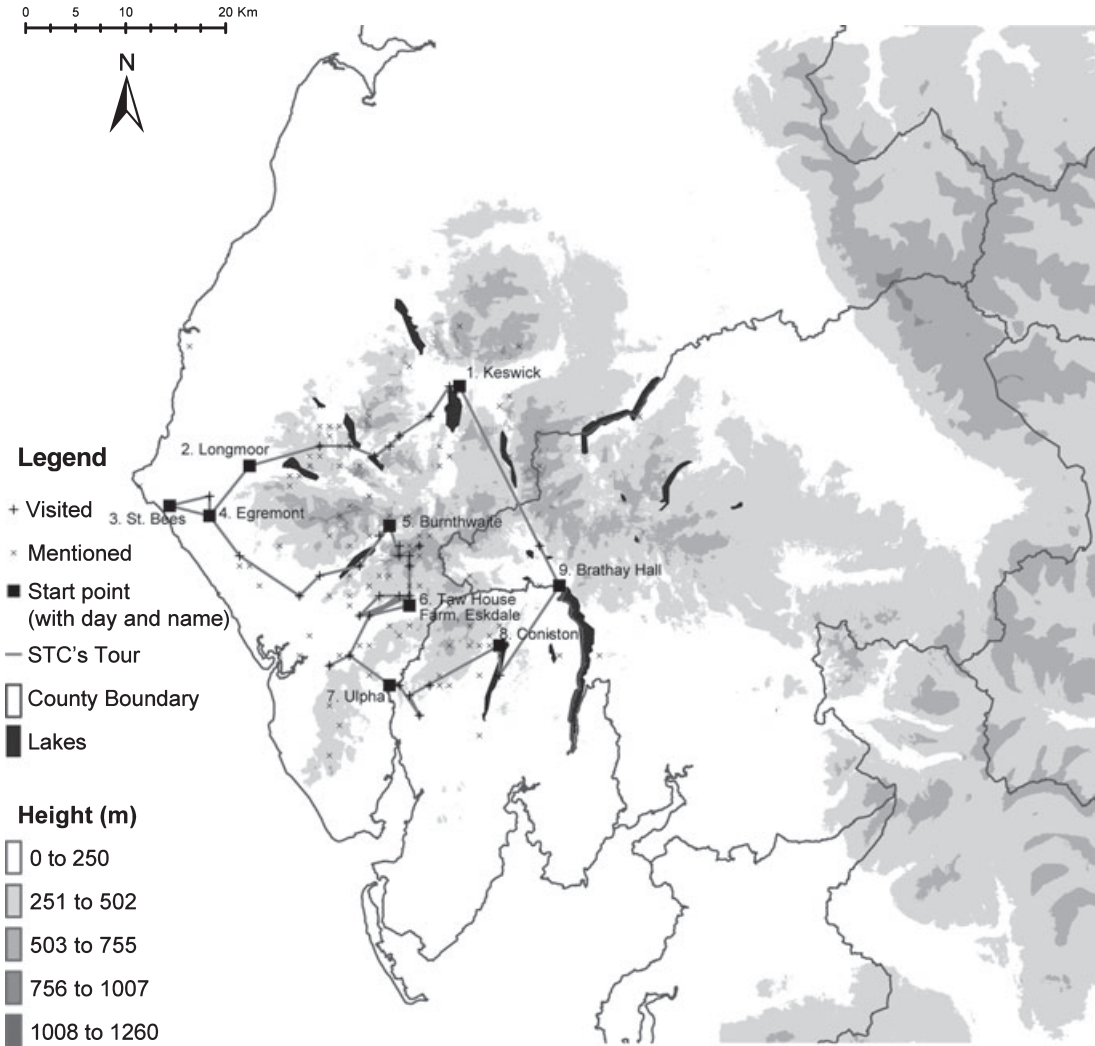 0 5 10 20 Km
N
1. Keswick
2. Longmoor
3. St. Bees
4. Egremont
5. Burnthwaite
9. Brathay Hall
6. Taw House
Farm, Eskdale
8. Coniston
7. Ulpha
Legend
Visited
Mentioned
Start point
(with day and name)
STC's Tour
County Boundary
Lakes
Height (m)
0 to 250
251 to 502
503 to 755
756 to 1007
1008 to 1260